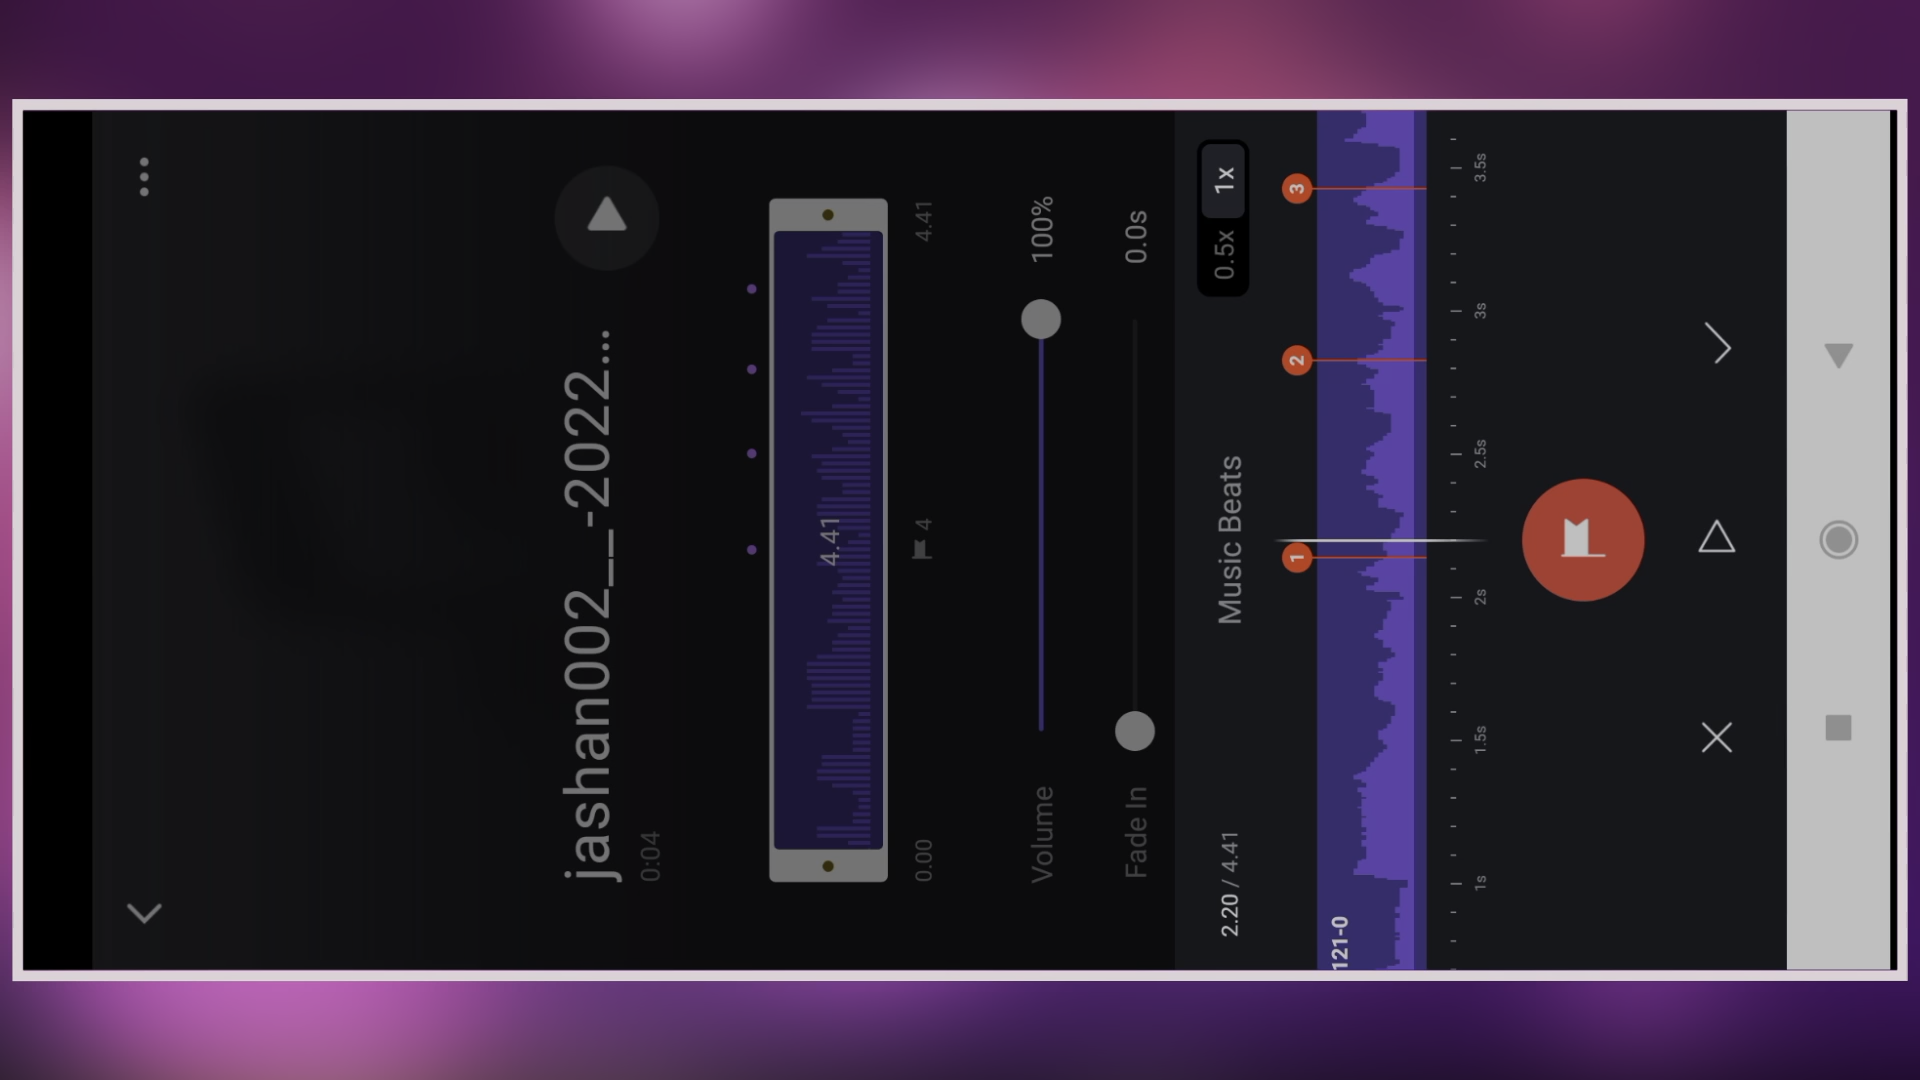 jashan002__-2022...
0:04
4.41
0.00
4
4.41
Volume
100%
Fade In
0.0s
2.20 / 4.41
Music Beats
0.5x
1x
1
2
3
121-0
1s
1.5s
2s
2.5s
3s
3.5s